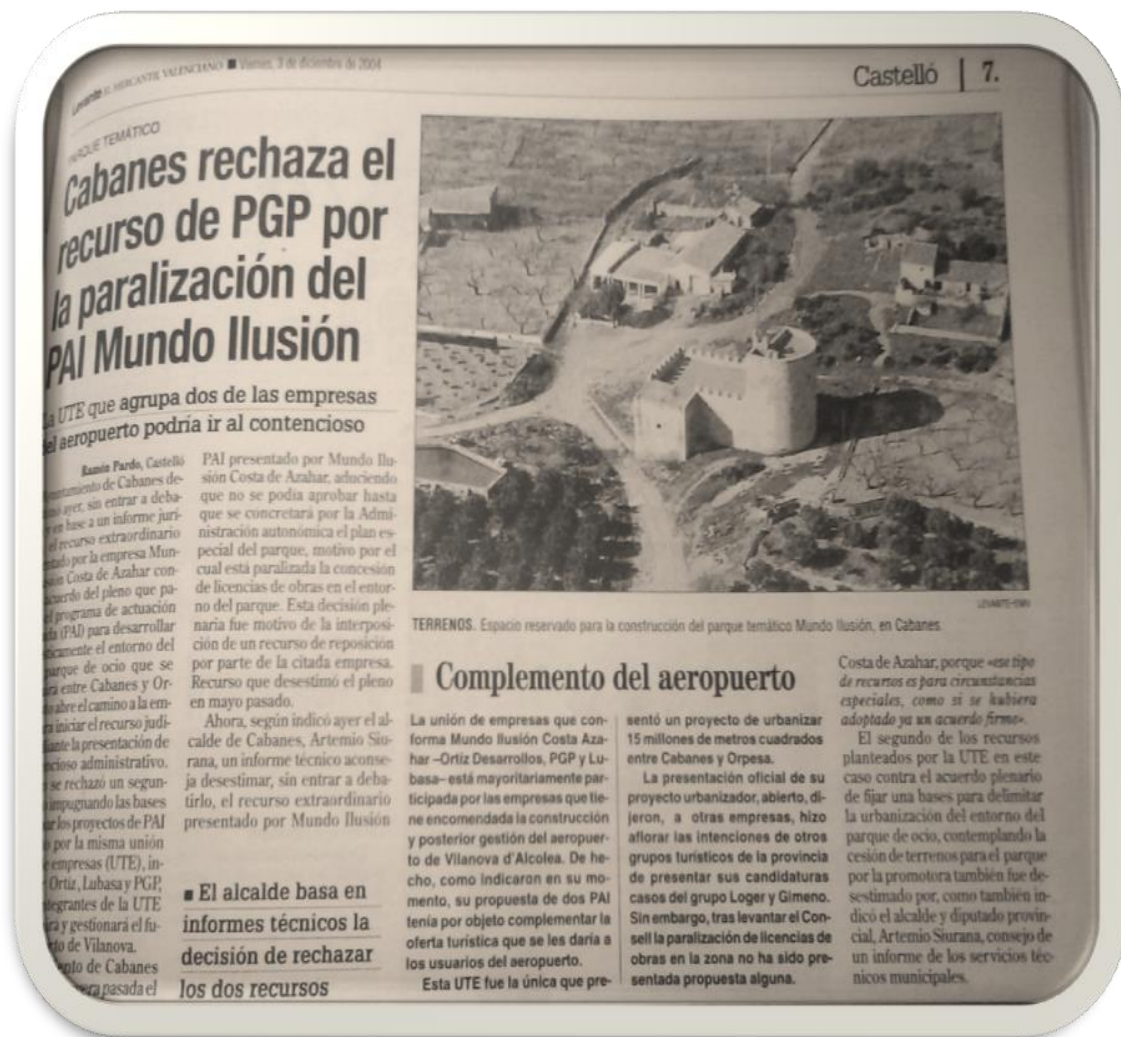 Levante EL MERCANTIL VALENCIANO ■ Viernes, 3 de diciembre de 2004
Castelló | 7.
PARQUE TEMÁTICO
Cabanes rechaza el
recurso de PGP por
la paralización del
PAI Mundo Ilusión
La UTE que agrupa dos de las empresas
del aeropuerto podría ir al contencioso
Ramón Pardo, Castelló
de Cabanes de-
ayer, sin entrar a deba-
en base a un informe jurí-
el recurso extraordinario
por la empresa Mun-
Costa de Azahar con-
del pleno que pa-
el programa de actuación
(PAI) para desarrollar
el entorno del
parque de ocio que se
entre Cabanes y Or-
abre el camino a la em-
iniciar el recurso judi-
la presentación de
administrativo.
se rechazó un segun-
impugnando las bases
los proyectos de PAI
por la misma unión
empresas (UTE), in-
Ortiz, Lubasa y PGP,
de la UTE
y gestionará el fu-
de Vilanova.
de Cabanes
pasada el
PAI presentado por Mundo Ilu-
sión Costa de Azahar, aduciendo
que no se podía aprobar hasta
que se concretará por la Admi-
nistración autonómica el plan es-
pecial del parque, motivo por el
cual está paralizada la concesión
de licencias de obras en el entor-
no del parque. Esta decisión ple-
naria fue motivo de la interposi-
ción de un recurso de reposición
por parte de la citada empresa.
Recurso que desestimó el pleno
en mayo pasado.
Ahora, según indicó ayer el al-
calde de Cabanes, Artemio Siu-
rana, un informe técnico aconse-
ja desestimar, sin entrar a deba-
tirlo, el recurso extraordinario
presentado por Mundo Ilusión
■ El alcalde basa en
informes técnicos la
decisión de rechazar
los dos recursos
LEVANTE-EMV
TERRENOS. Espacio reservado para la construcción del parque temático Mundo Ilusión, en Cabanes.
Complemento del aeropuerto
La unión de empresas que con-
forma Mundo Ilusión Costa Aza-
har –Ortiz Desarrollos, PGP y Lu-
basa– está mayoritariamente par-
ticipada por las empresas que tie-
ne encomendada la construcción
y posterior gestión del aeropuer-
to de Vilanova d'Alcolea. De he-
cho, como indicaron en su mo-
mento, su propuesta de dos PAI
tenía por objeto complementar la
oferta turística que se les daría a
los usuarios del aeropuerto.
Esta UTE fue la única que pre-
sentó un proyecto de urbanizar
15 millones de metros cuadrados
entre Cabanes y Orpesa.
La presentación oficial de su
proyecto urbanizador, abierto, di-
jeron, a otras empresas, hizo
aflorar las intenciones de otros
grupos turísticos de la provincia
de presentar sus candidaturas
casos del grupo Loger y Gimeno.
Sin embargo, tras levantar el Con-
sell la paralización de licencias de
obras en la zona no ha sido pre-
sentada propuesta alguna.
Costa de Azahar, porque «ese tipo
de recursos es para circunstancias
especiales, como si se hubiera
adoptado ya un acuerdo firme».
El segundo de los recursos
planteados por la UTE en este
caso contra el acuerdo plenario
de fijar una bases para delimitar
la urbanización del entorno del
parque de ocio, contemplando la
cesión de terrenos para el parque
por la promotora también fue de-
sestimado por, como también in-
dicó el alcalde y diputado provin-
cial, Artemio Siurana, consejo de
un informe de los servicios téc-
nicos municipales.